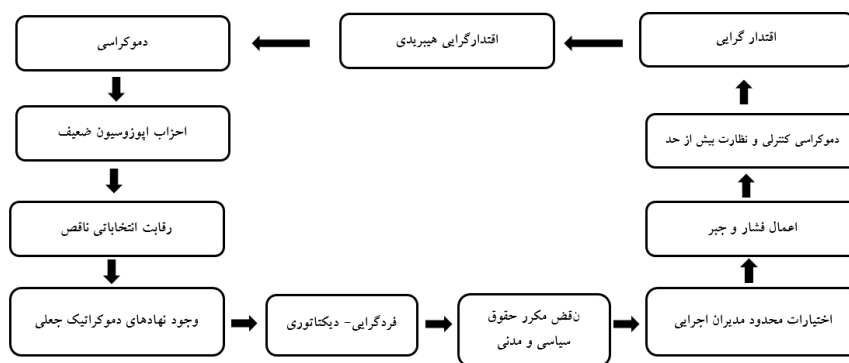 اقتدار گرایی
اقتدارگرایی هیبریدی
دموکراسی
احزاب اپوزوسیون ضعیف
دموکراسی کنترلی و نظارت بیش از حد
رقابت انتخاباتی ناقص
اعمال فشار و جبر
اختیارات محدود مدیران اجرایی
نقض مکرر حقوق
سیاسی و مدنی
فردگرایی- دیکتاتوری
وجود نهادهای دموکراتیک جعلی